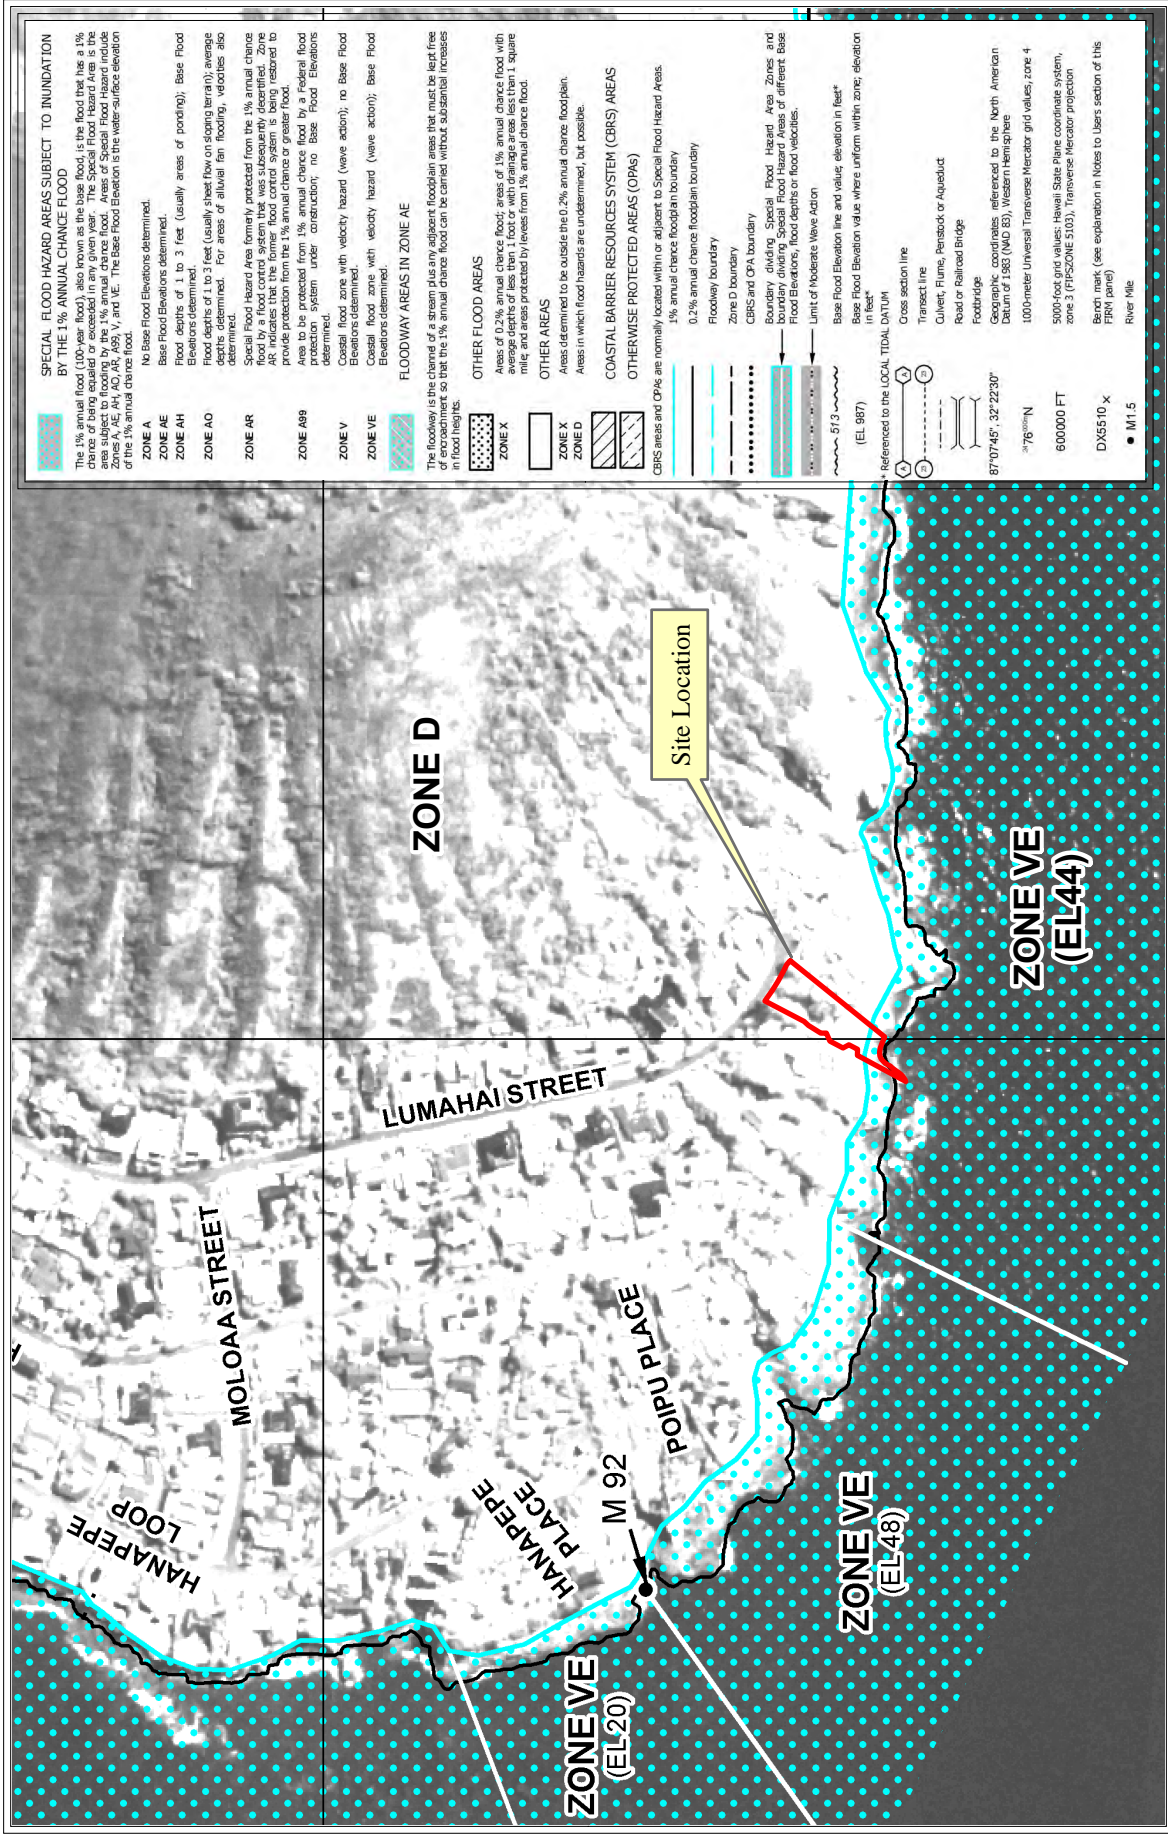 SPECIAL FLOOD HAZARD AREAS SUBJECT TO INUNDATION
BY THE 1% ANNUAL CHANCE FLOOD
The 1% annual flood (100-year flood), also known as the base flood, is the flood that has a 1%
chance of being equaled or exceeded in any given year. The Special Flood Hazard Area is the
area subject to flooding by the 1% annual chance flood. Areas of Special Flood Hazard include
Zones A, AE, AH, AO, AR, A99, V, and VE. The Base Flood Elevation is the water-surface elevation
of the 1% annual chance flood.
ZONE A No Base Flood Elevations determined.
ZONE AE Base Flood Elevations determined.
ZONE AH Flood depths of 1 to 3 feet (usually areas of ponding); Base Flood
Elevations determined.
ZONE AO Flood depths of 1 to 3 feet (usually sheet flow on sloping terrain); average
depths determined. For areas of alluvial fan flooding, velocities also
determined.
ZONE AR Special Flood Hazard Area formerly protected from the 1% annual chance
flood by a flood control system that was subsequently decertified. Zone
AR indicates that the former flood control system is being restored to
provide protection from the 1% annual chance or greater flood.
ZONE A99 Area to be protected from 1% annual chance flood by a Federal flood
protection system under construction; no Base Flood Elevations
determined.
ZONE V Coastal flood zone with velocity hazard (wave action); no Base Flood
Elevations determined.
ZONE VE Coastal flood zone with velocity hazard (wave action); Base Flood
Elevations determined.
FLOODWAY AREAS IN ZONE AE
The floodway is the channel of a stream plus any adjacent floodplain areas that must be kept free
of encroachment so that the 1% annual chance flood can be carried without substantial increases
in flood heights.
OTHER FLOOD AREAS
ZONE X Areas of 0.2% annual chance flood; areas of 1% annual chance flood with
average depths of less than 1 foot or with drainage areas less than 1 square
mile; and areas protected by levees from 1% annual chance flood.
OTHER AREAS
ZONE X Areas determined to be outside the 0.2% annual chance floodplain.
ZONE D Areas in which flood hazards are undetermined, but possible.
COASTAL BARRIER RESOURCES SYSTEM (CBRS) AREAS
OTHERWISE PROTECTED AREAS (OPAs)
CBRS areas and OPAs are normally located within or adjacent to Special Flood Hazard Areas.
1% annual chance floodplain boundary
0.2% annual chance floodplain boundary
Floodway boundary
Zone D boundary
CBRS and OPA boundary
Boundary dividing Special Flood Hazard Area Zones and
boundary dividing Special Flood Hazard Areas of different Base
Flood Elevations, flood depths or flood velocities.
Limit of Moderate Wave Action
513 Base Flood Elevation line and value; elevation in feet*
(EL 987) Base Flood Elevation value where uniform within zone; elevation
in feet*
* Referenced to the LOCAL TIDAL DATUM
A A Cross section line
23 23 Transect line
Culvert, Flume, Penstock or Aqueduct
Road or Railroad Bridge
Footbridge
87°07'45", 32°22'30" Geographic coordinates referenced to the North American
Datum of 1983 (NAD 83), Western Hemisphere
76 000m N 1000-meter Universal Transverse Mercator grid values, zone 4
600000 FT 5000-foot grid values: Hawaii State Plane coordinate system,
zone 3 (FIPSZONE 5103), Transverse Mercator projection
DX5510 x Bench mark (see explanation in Notes to Users section of this
FIRM panel)
● M1.5 River Mile
ZONE D
Site Location
ZONE VE
(EL44)
LUMAHAI STREET
MOLOAA STREET
HANAPEPE
LOOP
HANAPEPE
PLACE
POIPU PLACE
M 92
ZONE VE
(EL 48)
ZONE VE
(EL20)